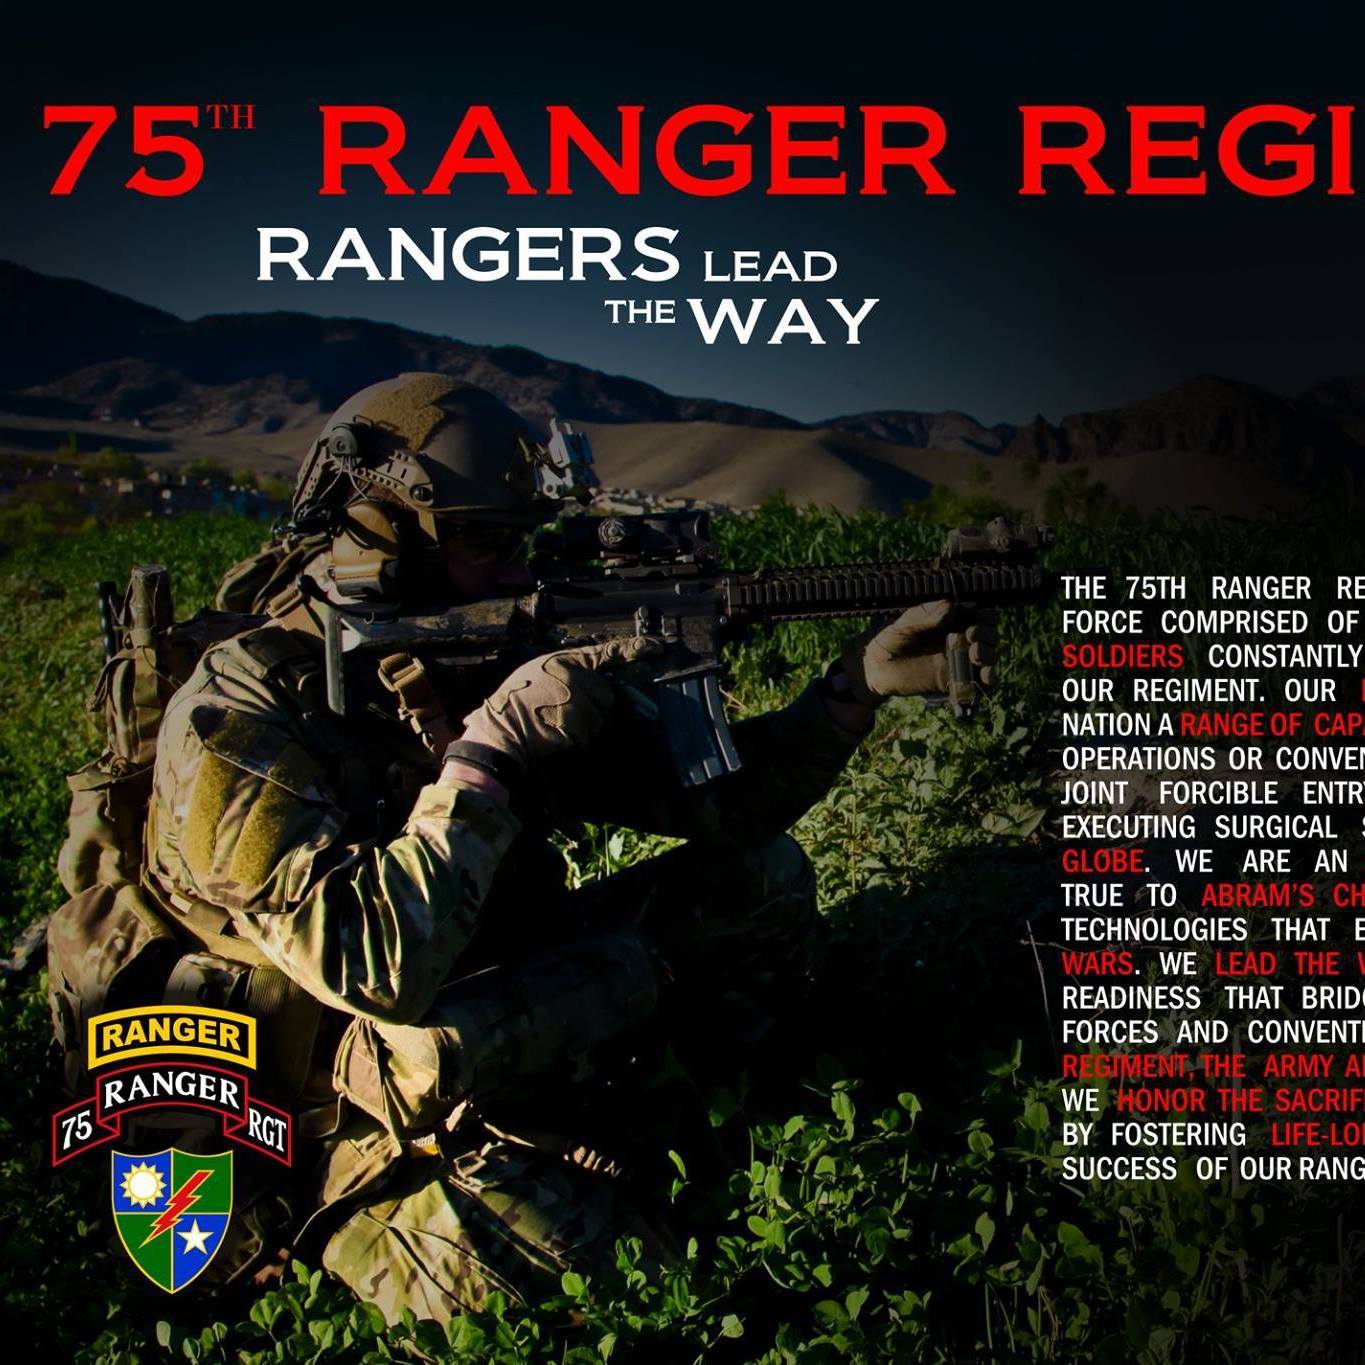 75TH RANGER REGI
RANGERS LEAD
THE WAY
THE 75TH RANGER RE
FORCE COMPRISED OF
SOLDIERS CONSTANTLY
OUR REGIMENT. OUR
NATION A RANGE OF CAPA
OPERATIONS OR CONVEN
JOINT FORCIBLE ENTRY
EXECUTING SURGICAL S
GLOBE. WE ARE AN
TRUE TO ABRAM'S CH
TECHNOLOGIES THAT E
WARS. WE LEAD THE W
READINESS THAT BRIDG
FORCES AND CONVENTI
REGIMENT, THE ARMY A
WE HONOR THE SACRIF
BY FOSTERING LIFE-LO
SUCCESS OF OUR RANG
RANGER
75 RANGER RGT